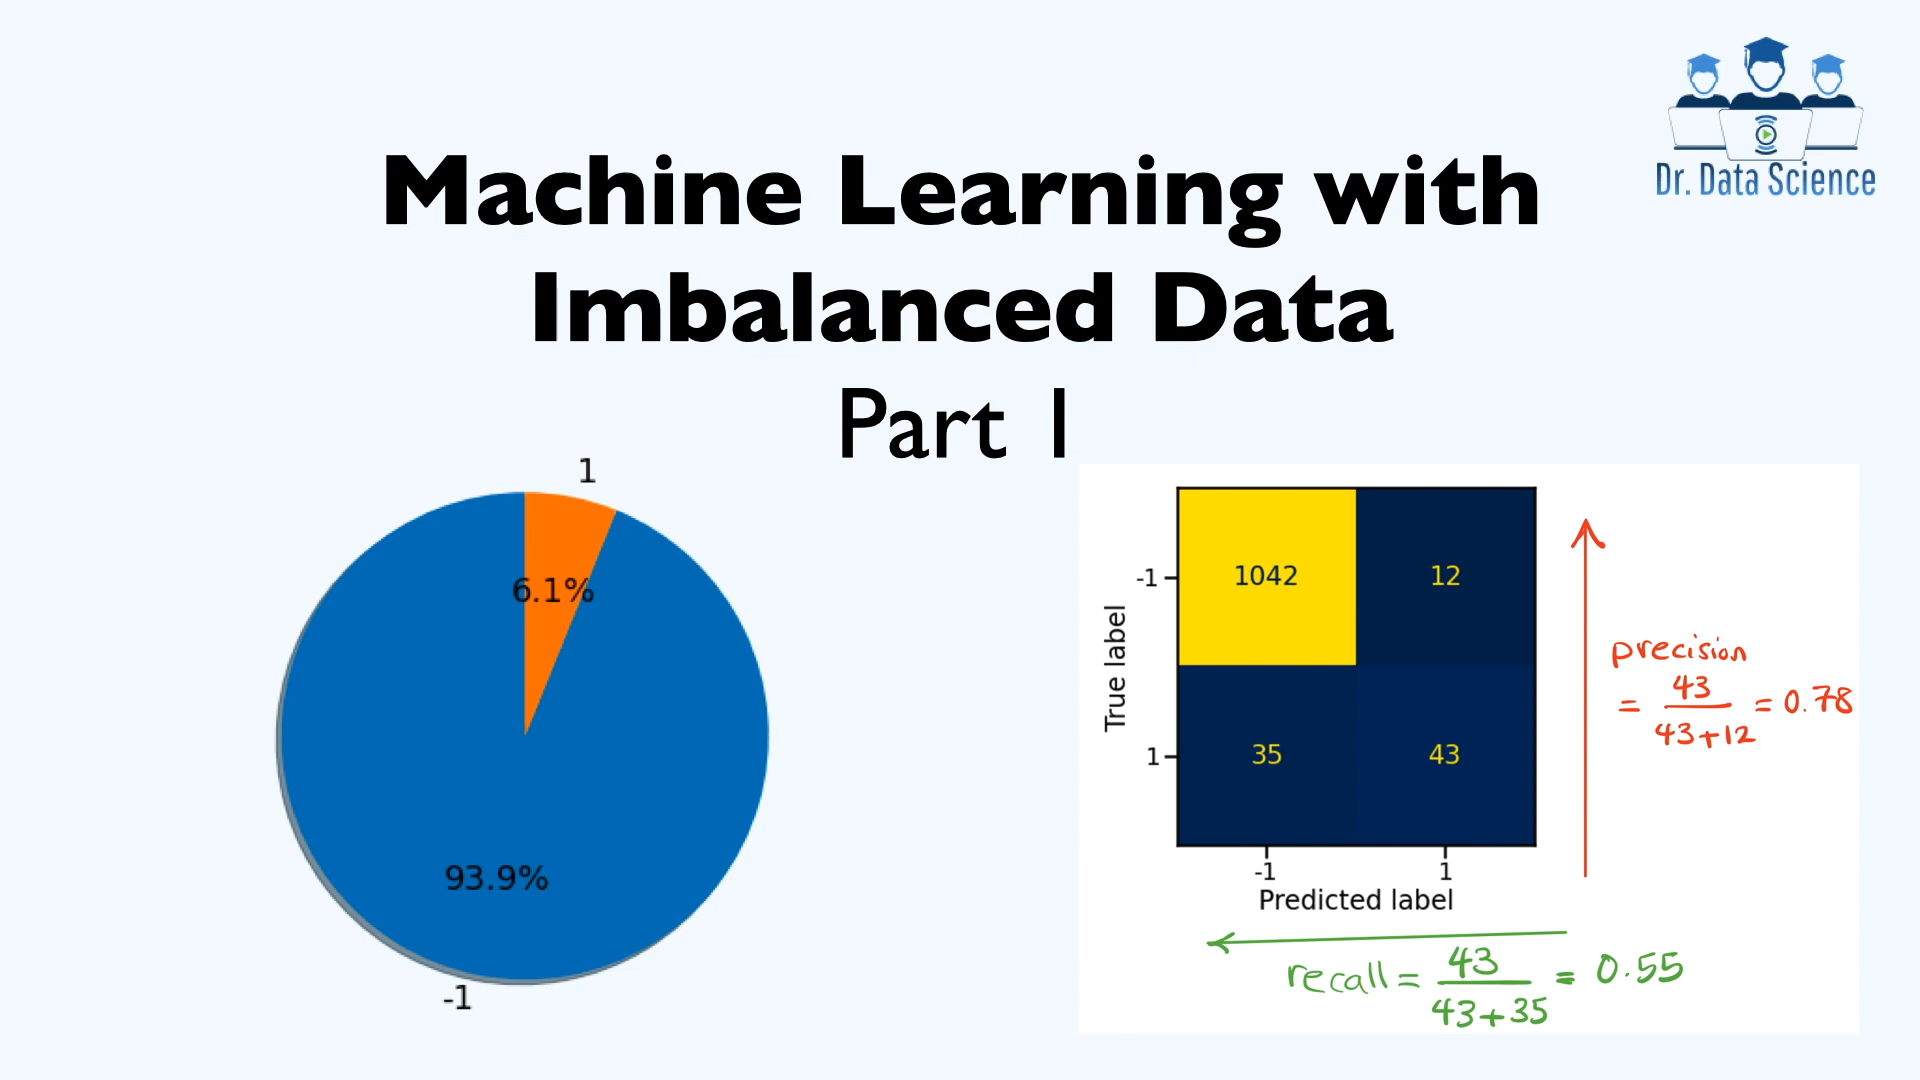 Dr. Data Science
Machine Learning with
Imbalanced Data
Part 1
1
6.1%
93.9%
-1
True label
-1
1042
12
1
35
43
-1
1
Predicted label
precision
= 43 / 43+12 = 0.78
recall = 43 / 43+35 = 0.55